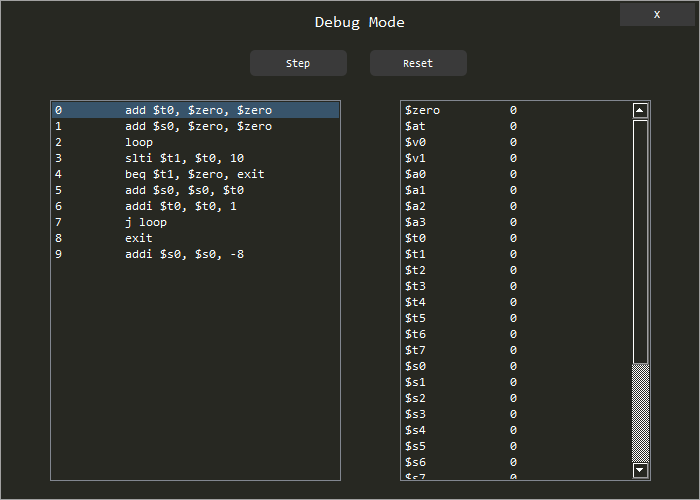 Debug Mode
X
Step
Reset
0 add $t0, $zero, $zero
1 add $s0, $zero, $zero
2 loop
3 slti $t1, $t0, 10
4 beq $t1, $zero, exit
5 add $s0, $s0, $t0
6 addi $t0, $t0, 1
7 j loop
8 exit
9 addi $s0, $s0, -8
$zero 0
$at 0
$v0 0
$v1 0
$a0 0
$a1 0
$a2 0
$a3 0
$t0 0
$t1 0
$t2 0
$t3 0
$t4 0
$t5 0
$t6 0
$t7 0
$s0 0
$s1 0
$s2 0
$s3 0
$s4 0
$s5 0
$s6 0
$s7 0